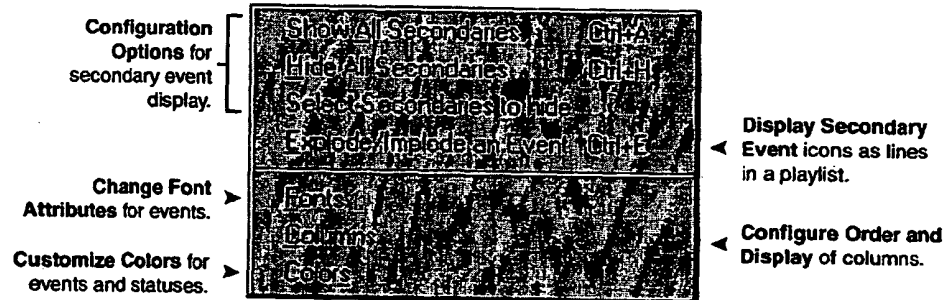 Configuration
Options for
secondary event
display.
Show All Secondaries Ctrl+A
Hide All Secondaries Ctrl+H
Select Secondaries to hide
Explode/Implode an Event Ctrl+E
Display Secondary
Event icons as lines
in a playlist.
Change Font
Attributes for events.
Fonts
Columns
Configure Order and
Display of columns.
Customize Colors for
events and statuses.
Colors